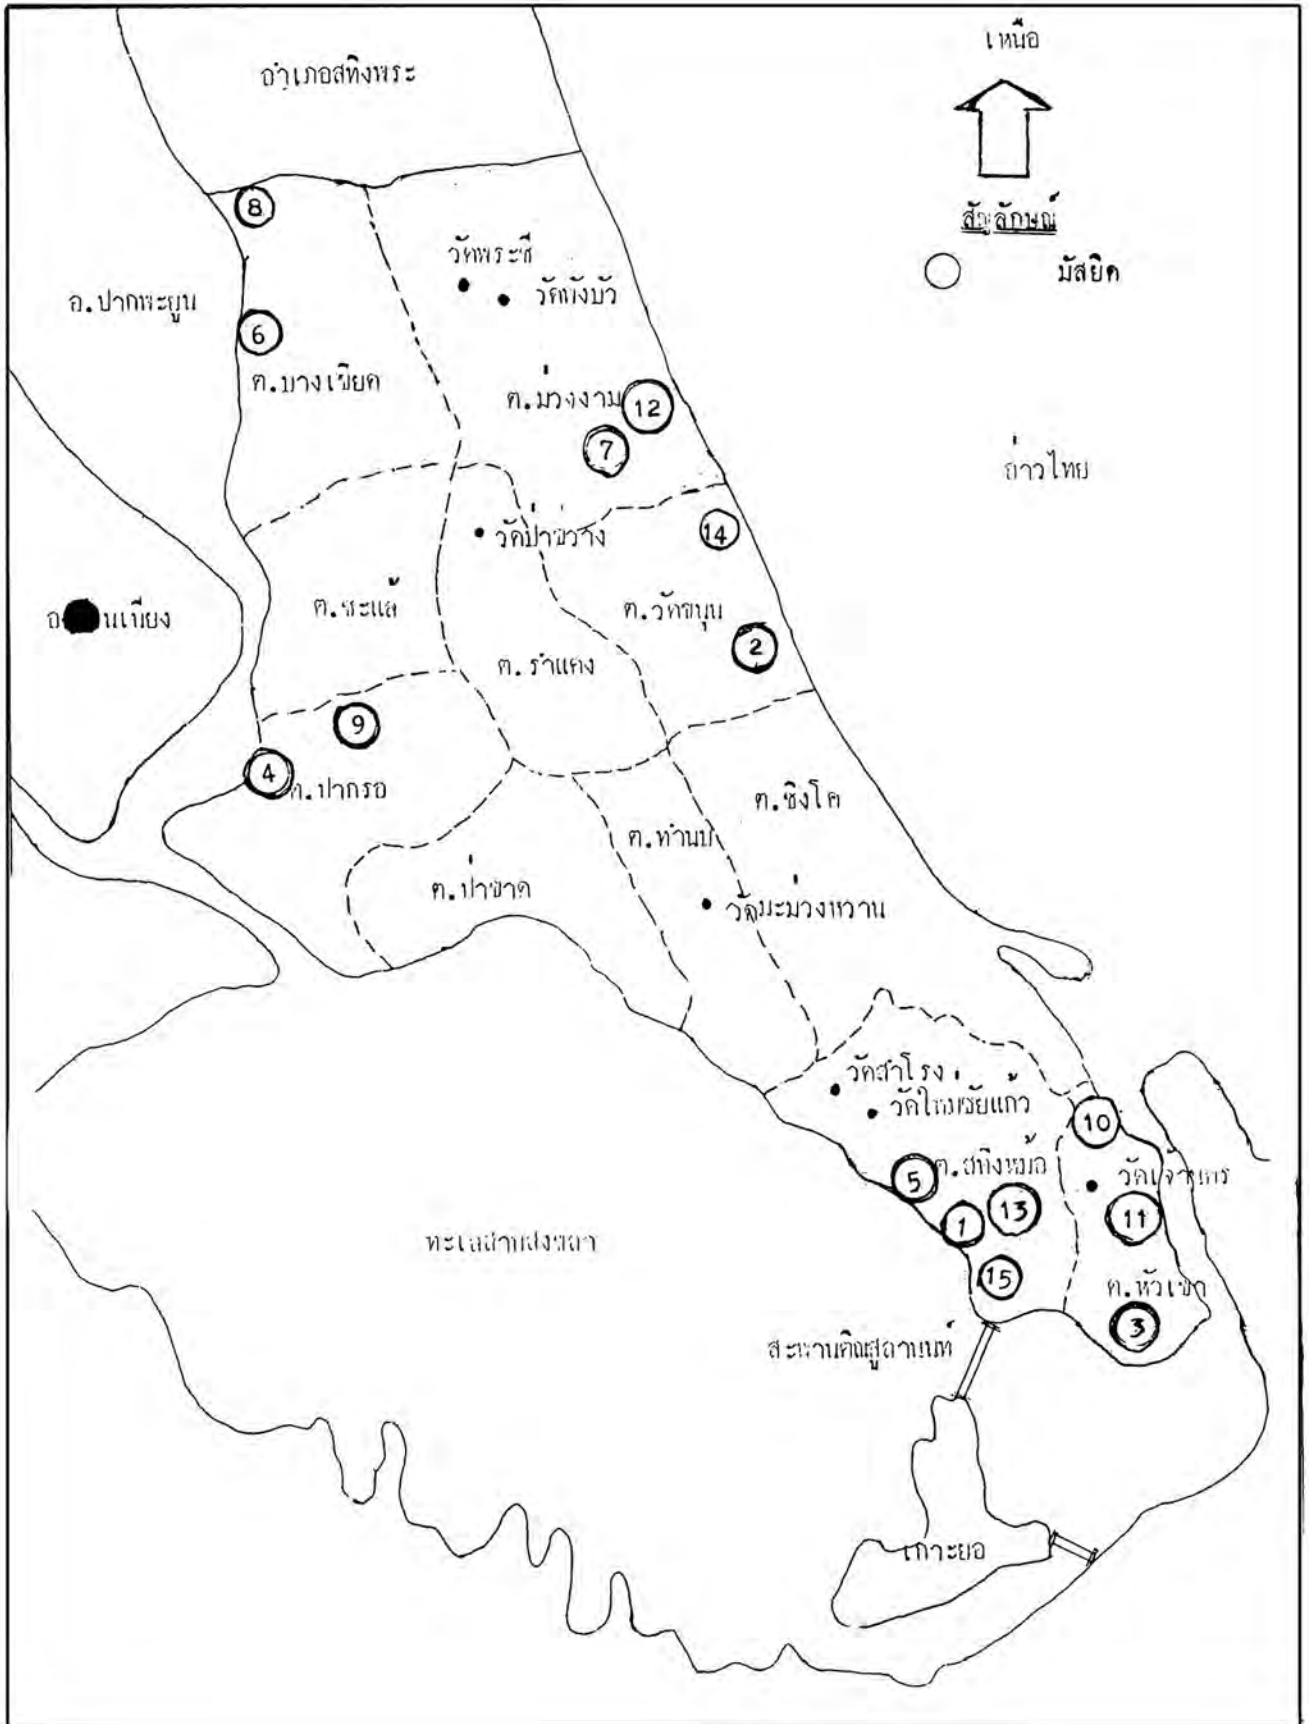 เหนือ
อำเภอสทิงพระ
สัญลักษณ์
8
วัดพระชี
มัสยิด
วัดพังบัว
อ.ปากพะยูน
6
ต.บางเขียด
ต.ม่วงงาม
12
7
อ่าวไทย
14
วัดป่าขวาง
ต.ชะแล้
ต.วัดขนุน
2
ต.รำแดง
9
4
ต.ปากรอ
ต.ชิงโค
ต.ทำนบ
ต.ป่าขาด
วัดมะม่วงหวาน
วัดสำโรง
วัดใหม่ชัยแก้ว
10
ต.สทิงหม้อ
5
13
11
1
ทะเลสาบสงขลา
15
ต.หัวเขา
3
สะพานติณสูลานนท์
เกาะยอ